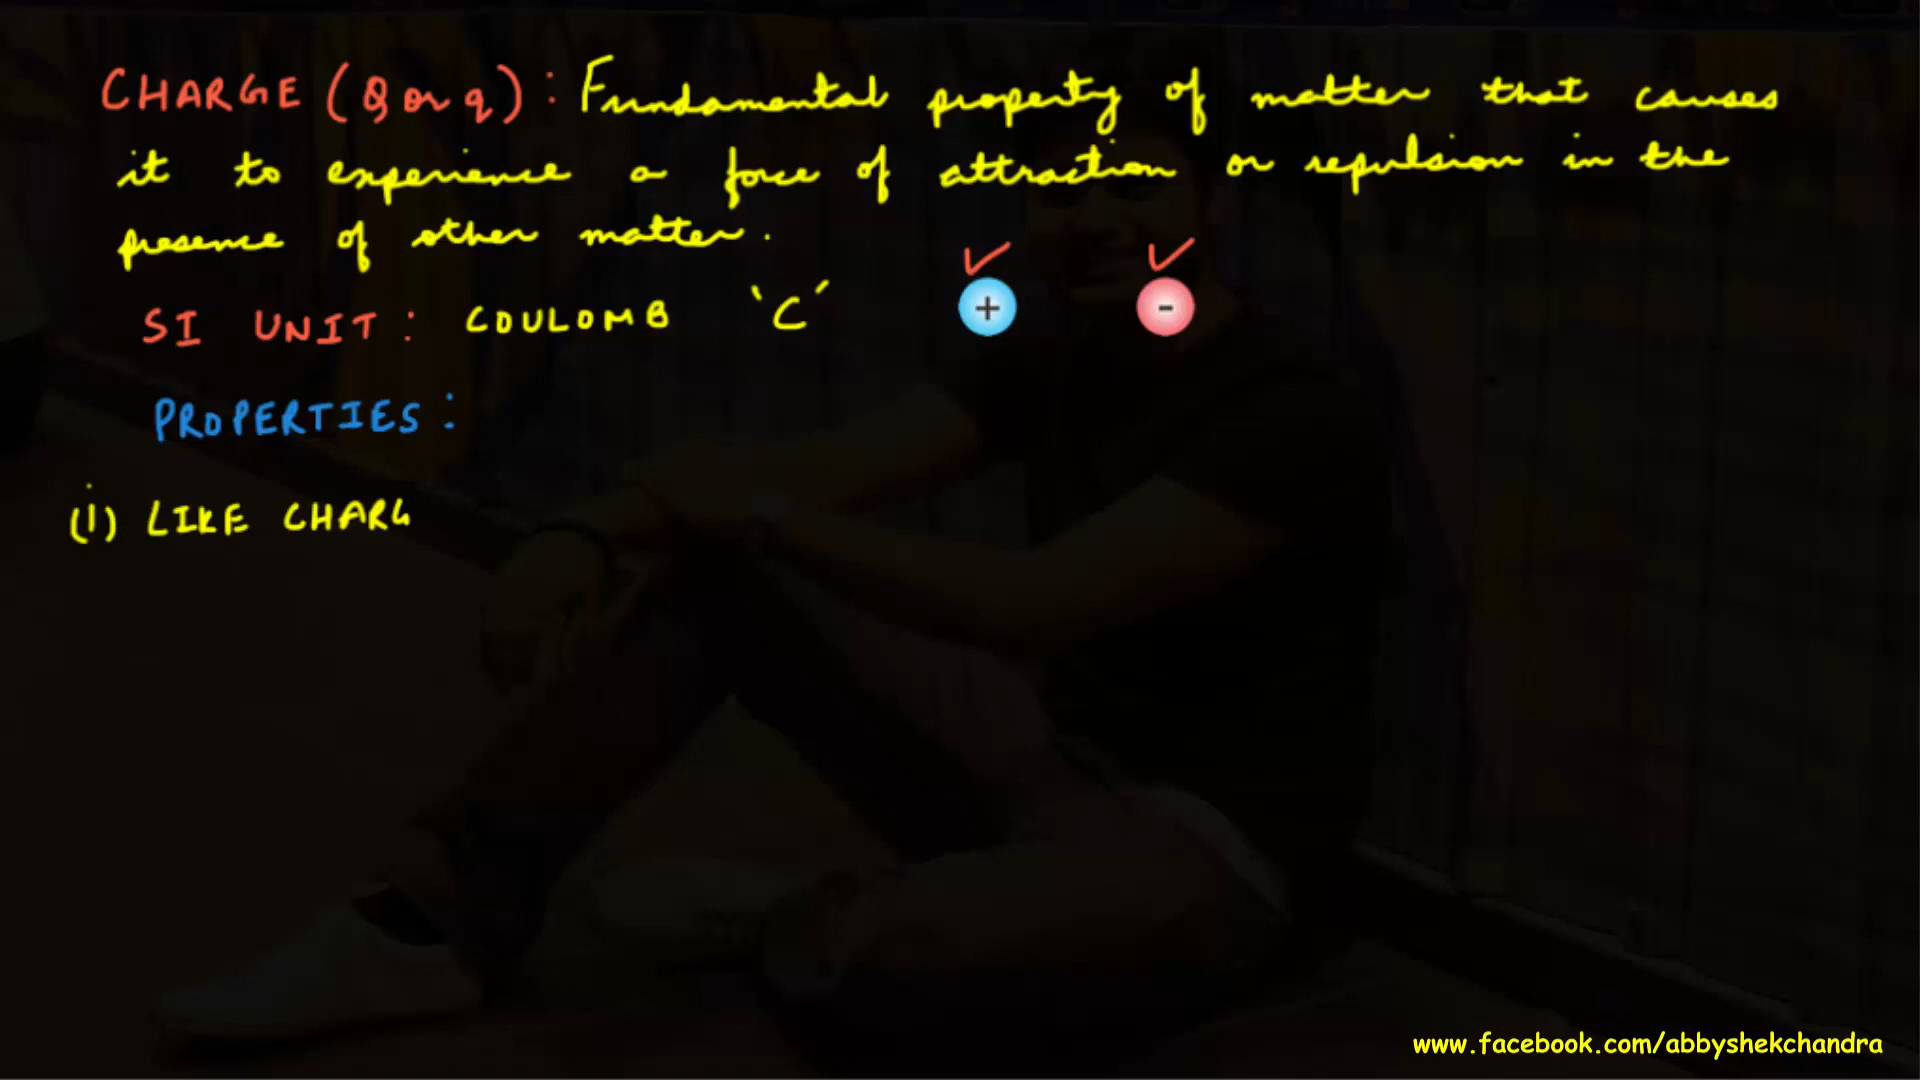 CHARGE (Q or q) : Fundamental property of matter that causes
it to experience a force of attraction or repulsion in the
presence of other matter.
SI UNIT : COULOMB 'C'
+ -
PROPERTIES :
(i) LIKE CHARG
www.facebook.com/abbyshekchandra